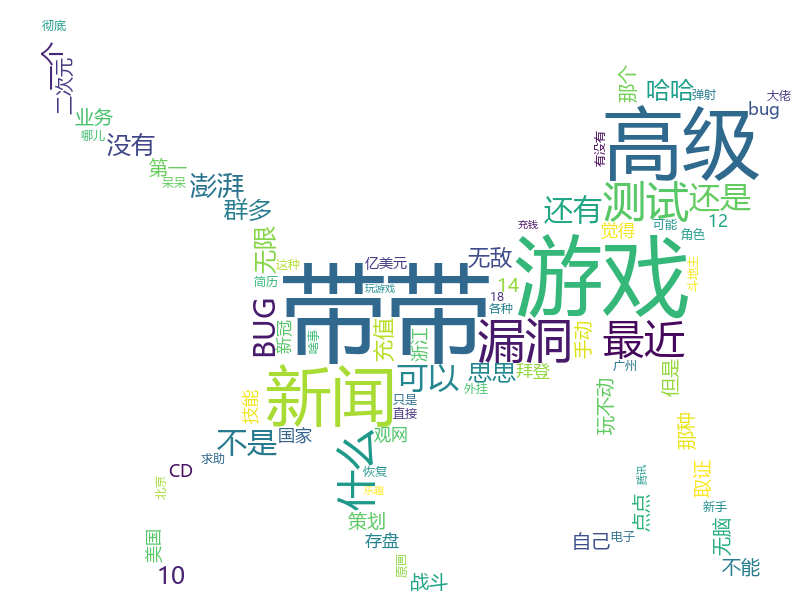 彻底
一个
二次元
业务
哪儿
没有
第一
呆呆
澎湃
群多
无限
这种
简历
BUG
新冠
啥事
亿美元
玩游戏
带带
充值
浙江
无敌
14
18
各种
那个
哈哈
弹射
大佬
bug
有没有
高级
还有
测试
还是
充钱
觉得
可能
角色
12
游戏
斗地主
漏洞
手动
最近
广州
新闻
可以
思思
拜登
外挂
只是
直接
技能
不是
国家
求助
CD
北京
美国
10
什么
观网
恢复
乐趣
策划
存盘
原画
战斗
玩不动
但是
那种
取证
新手
点点
自己
电子
无脑
不能